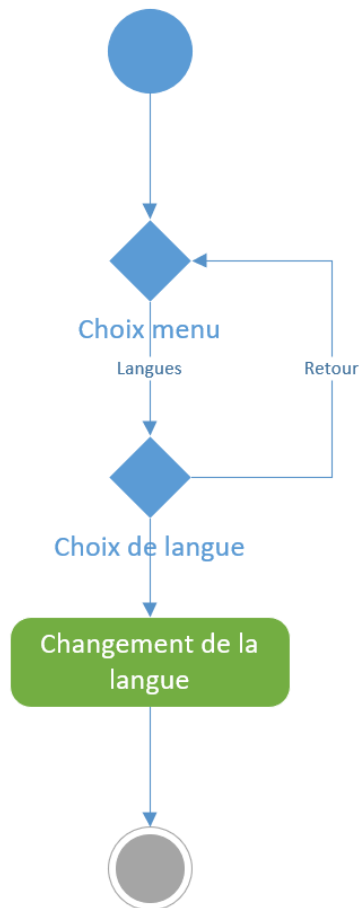 Choix menu
Langues
Retour
Choix de langue
Changement de la
langue